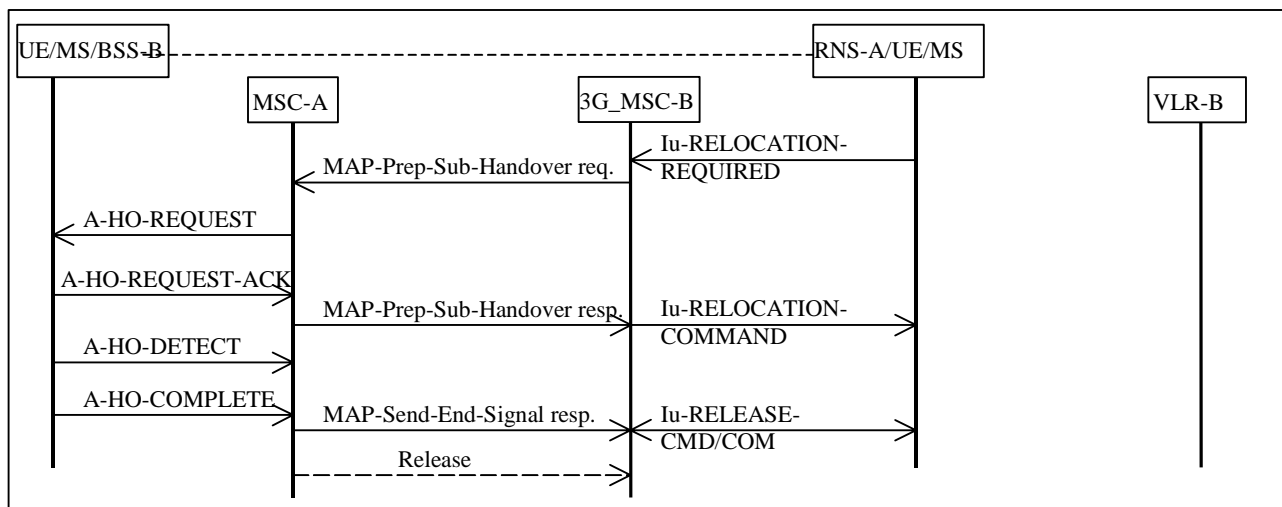 UE/MS/BSS-B
RNS-A/UE/MS
MSC-A
3G_MSC-B
VLR-B
Iu-RELOCATION-
REQUIRED
MAP-Prep-Sub-Handover req.
A-HO-REQUEST
A-HO-REQUEST-ACK
MAP-Prep-Sub-Handover resp.
Iu-RELOCATION-
COMMAND
A-HO-DETECT
A-HO-COMPLETE
MAP-Send-End-Signal resp.
Iu-RELEASE-
CMD/COM
Release